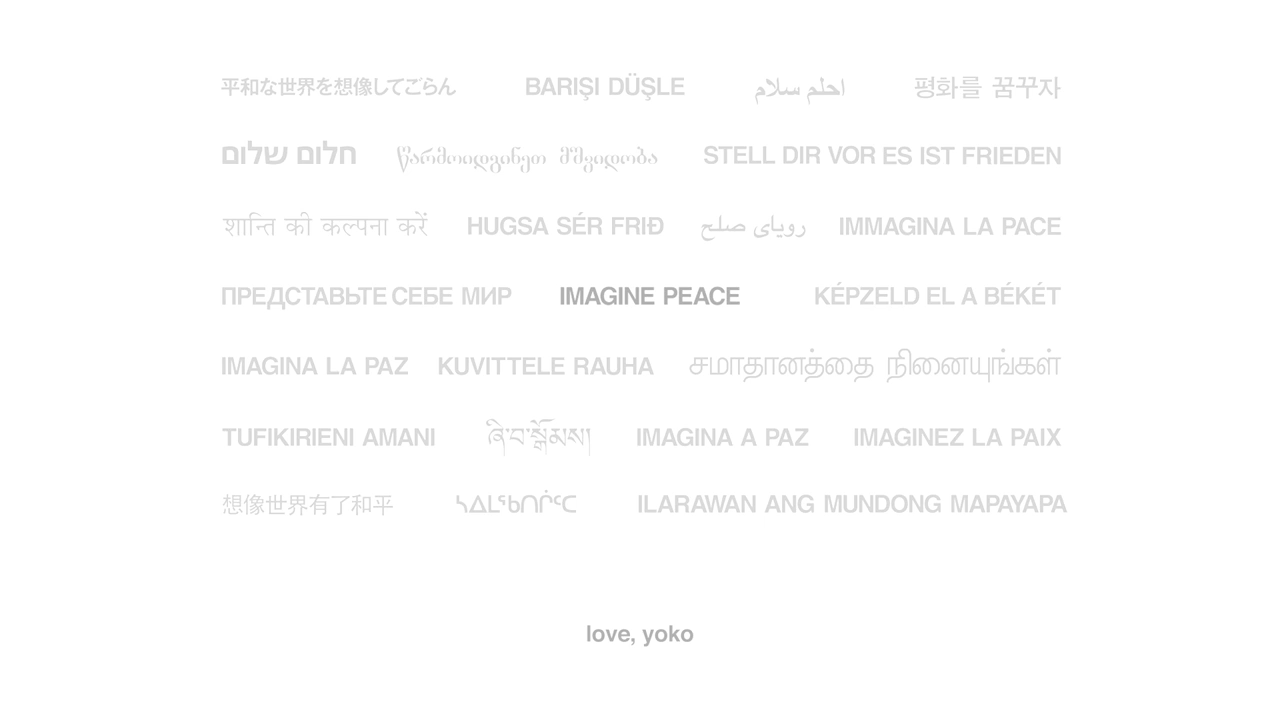 平和な世界を想像してごらん BARIŞI DÜŞLE احلم سلام 평화를 꿈꾸자
חלום שלום წარმოიდგინეთ მშვიდობა STELL DIR VOR ES IST FRIEDEN
शान्ति की कल्पना करें HUGSA SÉR FRIÐ رویای صلح IMMAGINA LA PACE
ПРЕДСТАВЬТЕ СЕБЕ МИР IMAGINE PEACE KÉPZELD EL A BÉKÉT
IMAGINA LA PAZ KUVITTELE RAUHA சமாதானத்தை நினையுங்கள்
TUFIKIRIENI AMANI ཞི་བ་སྒོམས། IMAGINA A PAZ IMAGINEZ LA PAIX
想像世界有了和平 ᓴᐃᒪᖃᑎᒌᑦᑕ ILARAWAN ANG MUNDONG MAPAYAPA
love, yoko